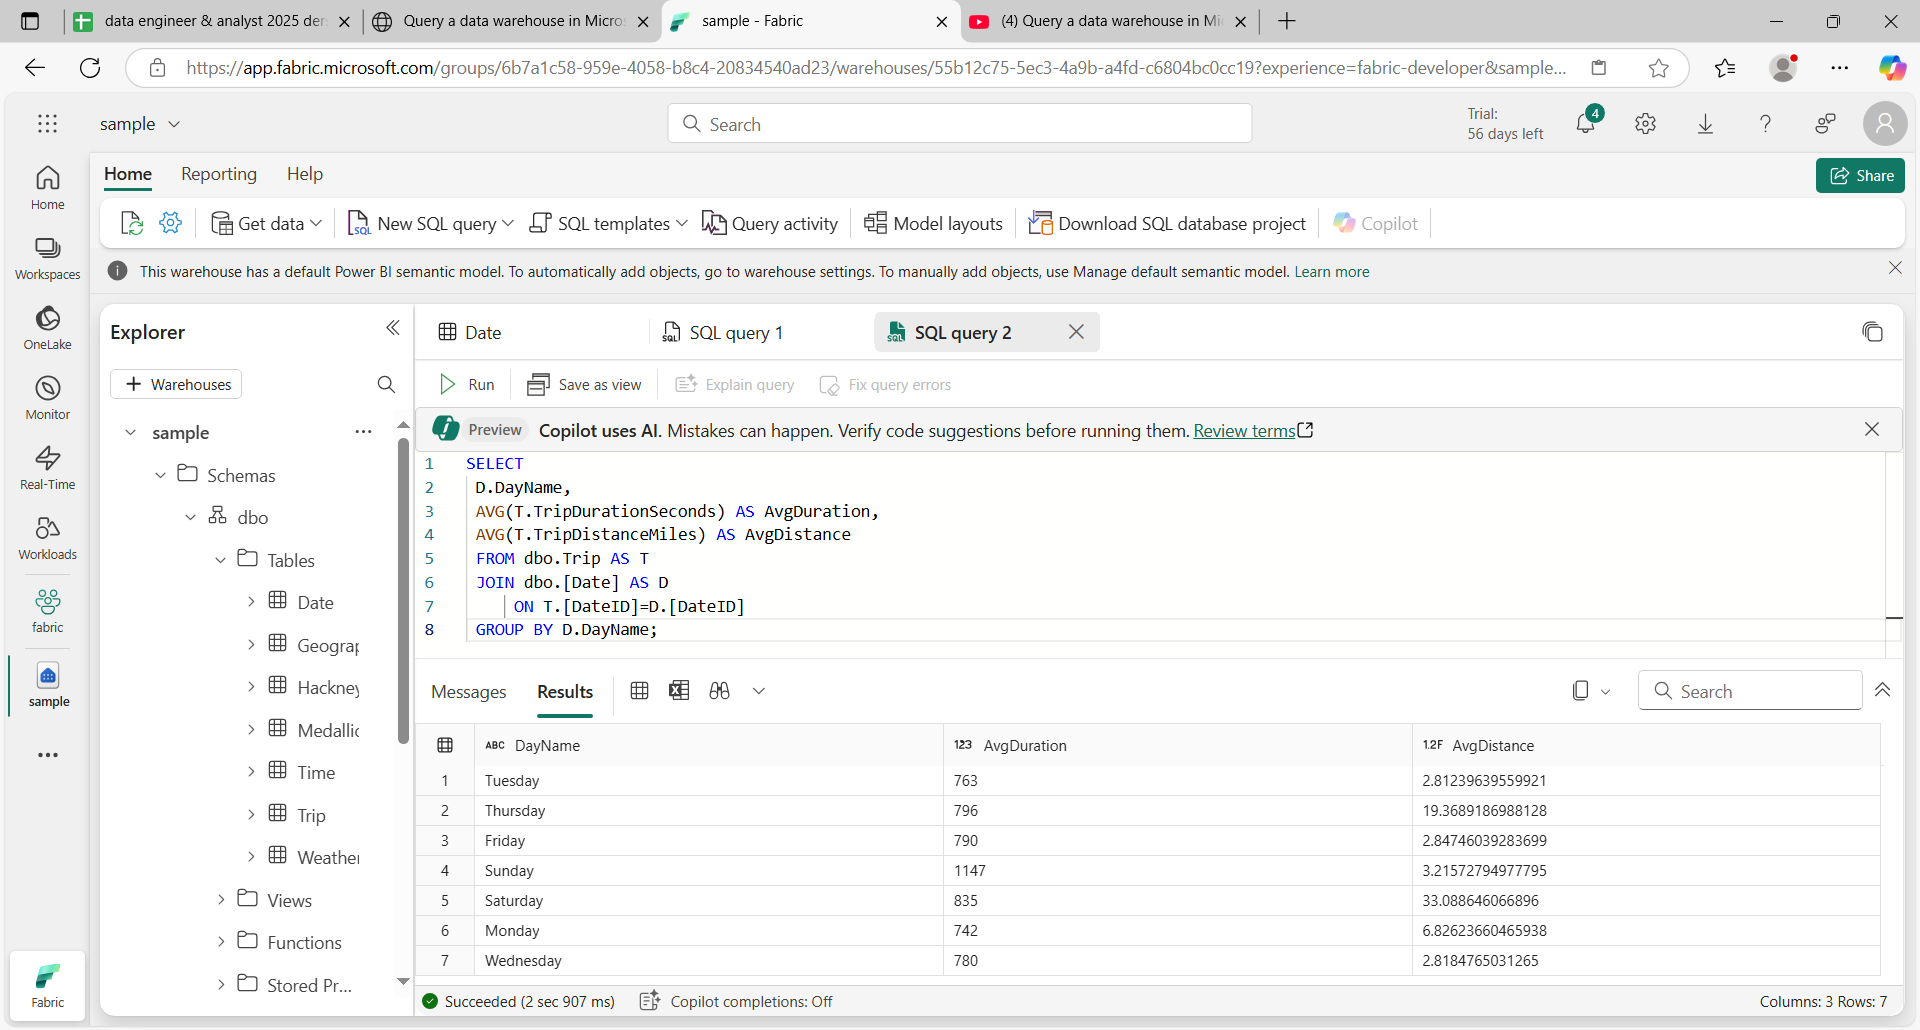 data engineer & analyst 2025 der
Query a data warehouse in Micro
sample - Fabric
(4) Query a data warehouse in Mi
https://app.fabric.microsoft.com/groups/6b7a1c58-959e-4058-b8c4-20834540ad23/warehouses/55b12c75-5ec3-4a9b-a4fd-c6804bc0cc19?experience=fabric-developer&sample...
sample
Search
Trial:
56 days left
4
Home
Workspaces
OneLake
Monitor
Real-Time
Workloads
fabric
sample
Fabric
Home Reporting Help
Share
Get data
New SQL query
SQL templates
Query activity
Model layouts
Download SQL database project
Copilot
This warehouse has a default Power BI semantic model. To automatically add objects, go to warehouse settings. To manually add objects, use Manage default semantic model. Learn more
Explorer
+ Warehouses
sample
Schemas
dbo
Tables
Date
Geograp
Hackney
Medallic
Time
Trip
Weather
Views
Functions
Stored Pr...
Date
SQL query 1
SQL query 2
Run
Save as view
Explain query
Fix query errors
Preview Copilot uses AI. Mistakes can happen. Verify code suggestions before running them. Review terms
1 SELECT
2 D.DayName,
3 AVG(T.TripDurationSeconds) AS AvgDuration,
4 AVG(T.TripDistanceMiles) AS AvgDistance
5 FROM dbo.Trip AS T
6 JOIN dbo.[Date] AS D
7 ON T.[DateID]=D.[DateID]
8 GROUP BY D.DayName;
Messages Results
Search
ABC DayName 123 AvgDuration 1.2F AvgDistance
1 Tuesday 763 2.81239639559921
2 Thursday 796 19.3689186988128
3 Friday 790 2.84746039283699
4 Sunday 1147 3.21572794977795
5 Saturday 835 33.088646066896
6 Monday 742 6.82623660465938
7 Wednesday 780 2.8184765031265
Succeeded (2 sec 907 ms)
Copilot completions: Off
Columns: 3 Rows: 7